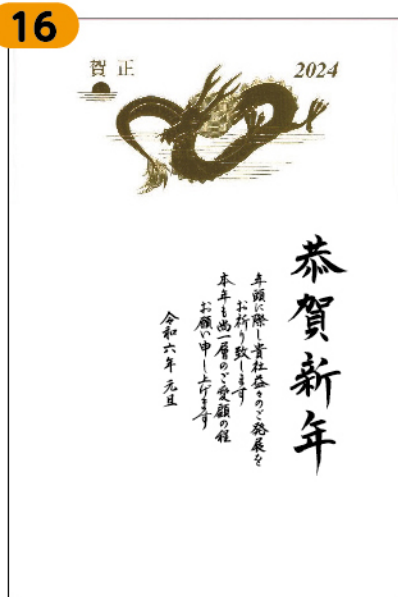 16
賀正
2024
恭賀新年
年頭に際し貴社益々のご発展を
お祈り致します
本年も尚一層のご愛顧の程
お願い申し上げます
令和六年 元旦